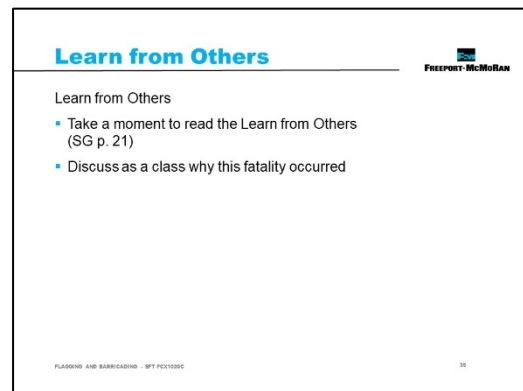 Learn from Others
FREEPORT-McMoRAN
Learn from Others
Take a moment to read the Learn from Others
(SG p. 21)
Discuss as a class why this fatality occurred
FLAGGING AND BARRICADING - SFT FCX1020C